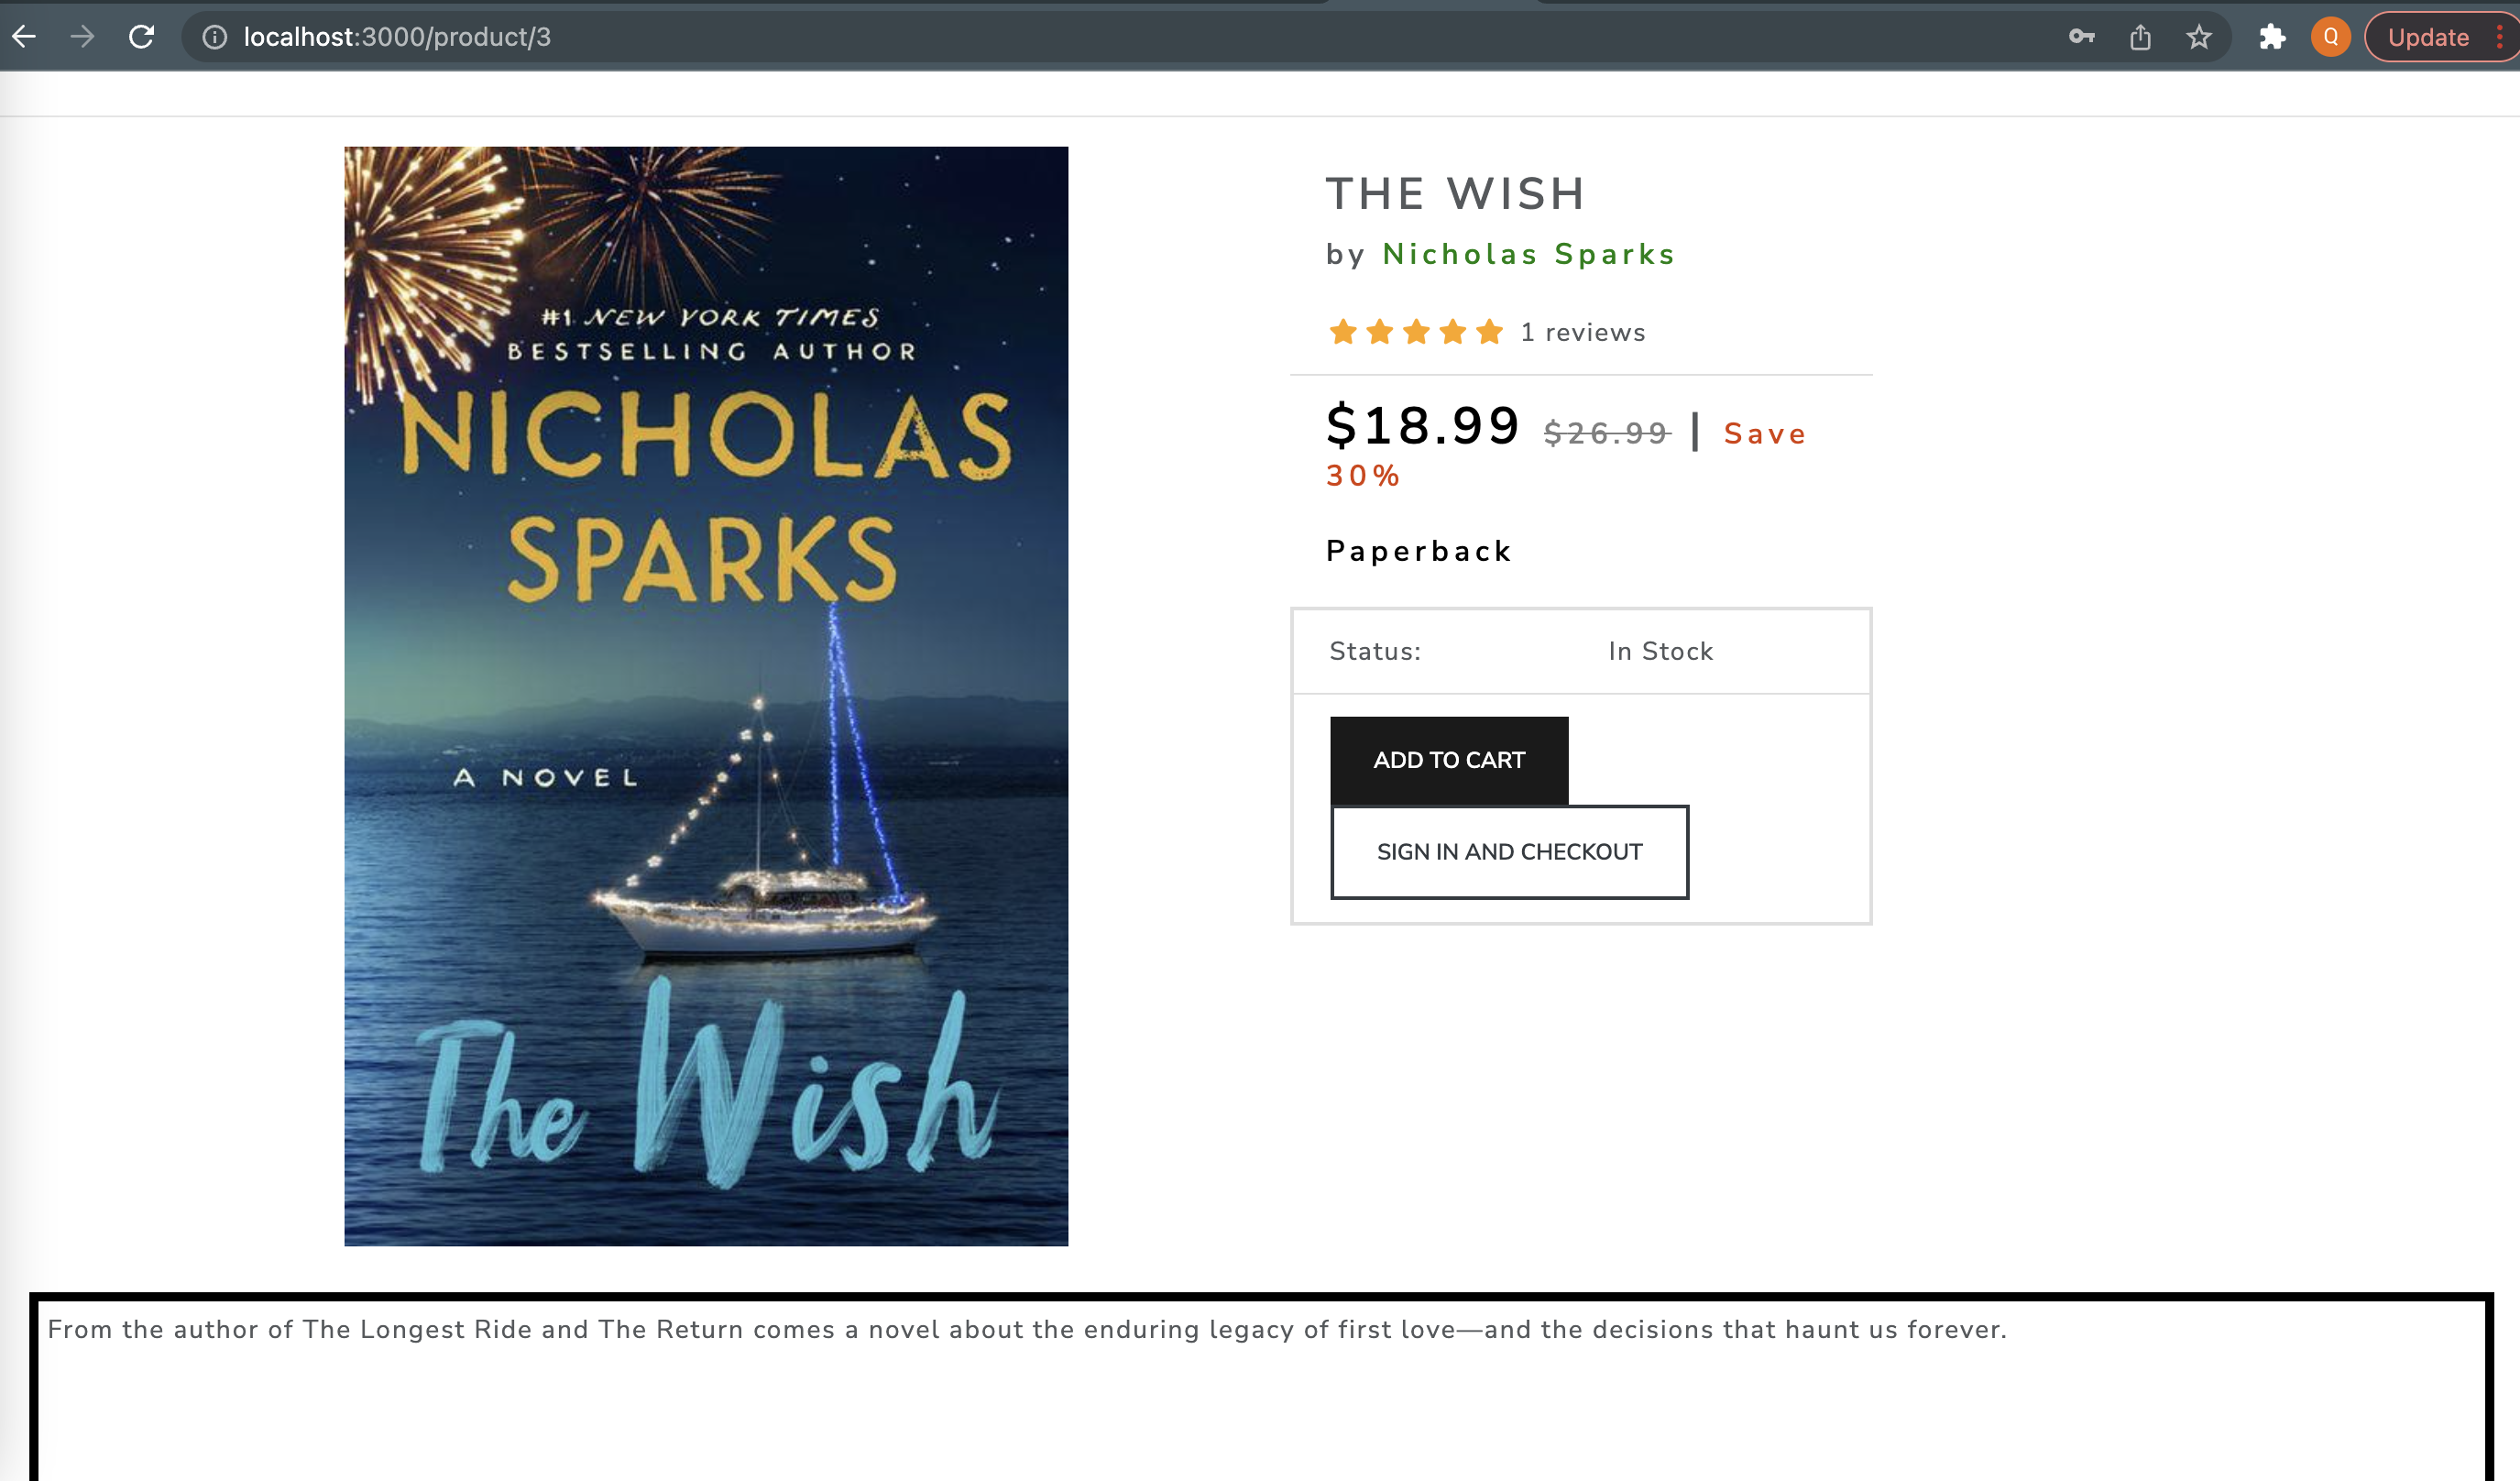 localhost:3000/product/3
Q
Update
#1 NEW YORK TIMES
BESTSELLING AUTHOR
NICHOLAS
SPARKS
A NOVEL
The Wish
THE WISH
by Nicholas Sparks
1 reviews
$18.99 $26.99 | Save
30%
Paperback
Status: In Stock
ADD TO CART
SIGN IN AND CHECKOUT
From the author of The Longest Ride and The Return comes a novel about the enduring legacy of first love—and the decisions that haunt us forever.